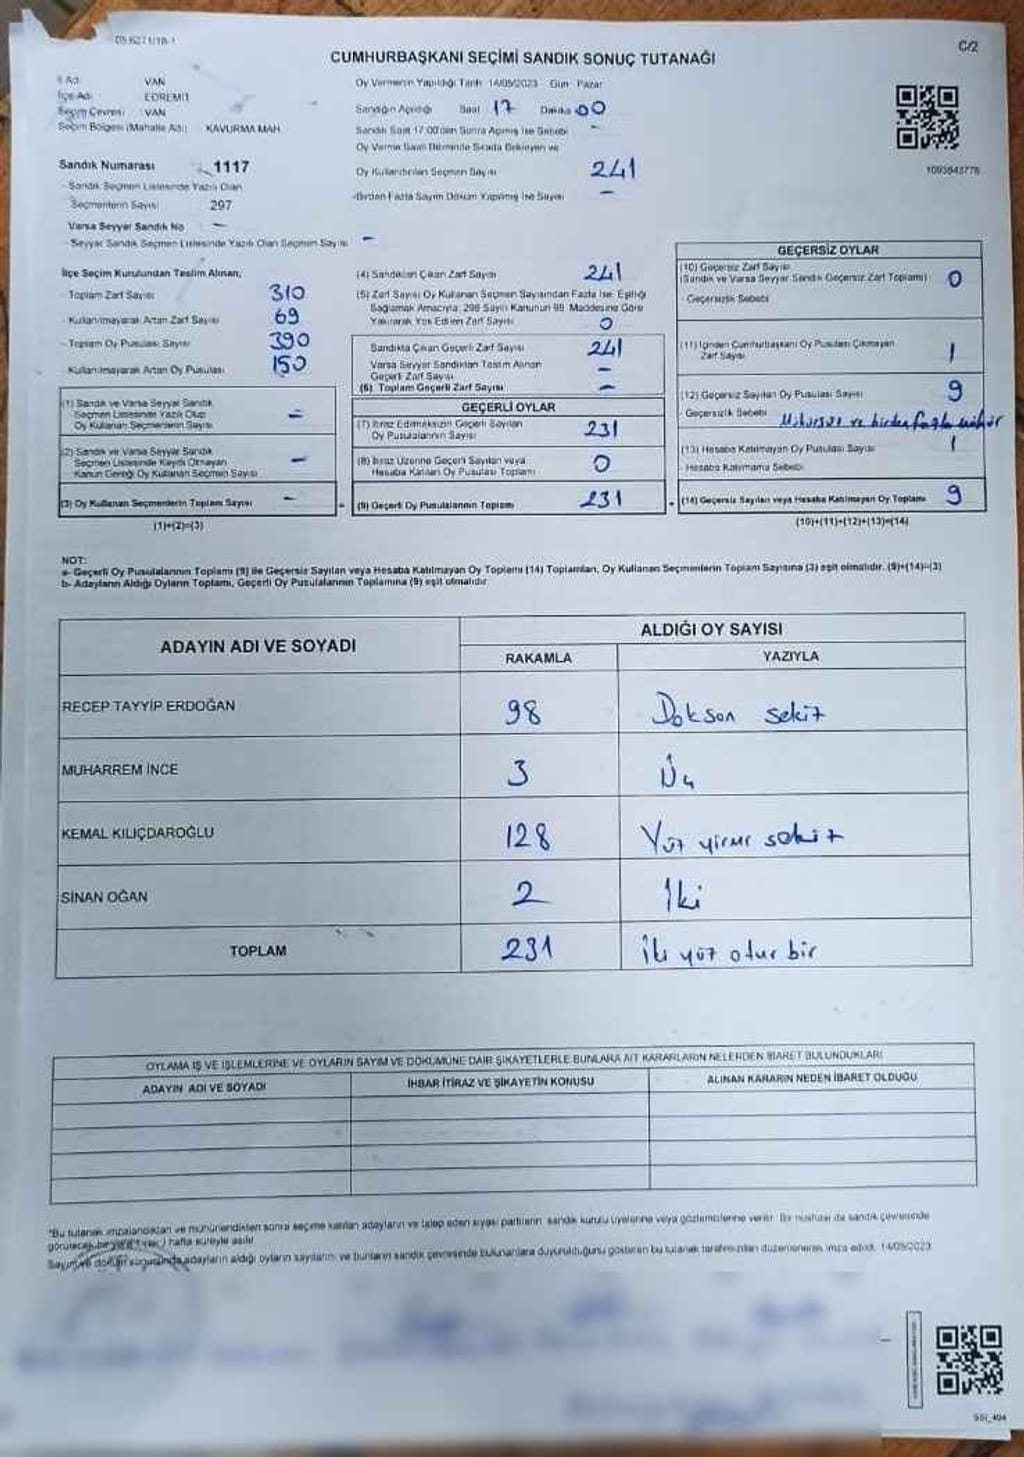 C/2
CUMHURBAŞKANI SEÇİMİ SANDIK SONUÇ TUTANAĞI
İl Adı VAN
İlçe Adı EDREMİT
Seçim Çevresi VAN
Seçim Bölgesi (Mahalle Adı) KAVURMA MAH
Sandık Numarası 1117
- Sandık Seçmen Listesinde Yazılı Olan
Seçmenlerin Sayısı 297
Varsa Seyyar Sandık No -
- Seyyar Sandık Seçmen Listesinde Yazılı Olan Seçmen Sayısı -
Oy Vermenin Yapıldığı Tarih 14/05/2023 Gün Pazar
Sandığın Açıldığı Saat 17 Dakika 00
Sandık Saat 17:00'den Sonra Açılmış İse Sebebi -
Oy Verme İşlemi Bitiminde Sırada Bekleyen ve
Oy Kullandırılan Seçmen Sayısı 241
-Birden Fazla Sayım Döküm Yapılmış İse Sayısı -
1093643778
İlçe Seçim Kurulundan Teslim Alınan,
- Toplam Zarf Sayısı 310
- Kullanılmayarak Artan Zarf Sayısı 69
- Toplam Oy Pusulası Sayısı 390
- Kullanılmayarak Artan Oy Pusulası 150
(1) Sandık ve Varsa Seyyar Sandık
Seçmen Listesinde Yazılı Olup
Oy Kullanan Seçmenlerin Sayısı -
(2) Sandık ve Varsa Seyyar Sandık
Seçmen Listesinde Kaydı Olmayan
Kanun Gereği Oy Kullanan Seçmen Sayısı -
(3) Oy Kullanan Seçmenlerin Toplam Sayısı -
(1)+(2)=(3)
(4) Sandıktan Çıkan Zarf Sayısı 241
(5) Zarf Sayısı Oy Kullanan Seçmen Sayısından Fazla İse; Eşitliği
Sağlamak Amacıyla, 298 Sayılı Kanunun 98. Maddesine Göre
Yakılarak Yok Edilen Zarf Sayısı 0
Sandıkta Çıkan Geçerli Zarf Sayısı 241
Varsa Seyyar Sandıktan Teslim Alınan
Geçerli Zarf Sayısı -
(6) Toplam Geçerli Zarf Sayısı -
GEÇERLİ OYLAR
(7) İtiraz Edilmeksizin Geçerli Sayılan
Oy Pusulalarının Sayısı 231
(8) İtiraz Üzerine Geçerli Sayılan veya
Hesaba Katılan Oy Pusulası Toplamı 0
(9) Geçerli Oy Pusulalarının Toplamı 231
GEÇERSİZ OYLAR
(10) Geçersiz Zarf Sayısı
(Sandık ve Varsa Seyyar Sandık Geçersiz Zarf Toplamı) 0
- Geçersizlik Sebebi
(11) İçinden Cumhurbaşkanı Oy Pusulası Çıkmayan
Zarf Sayısı 1
(12) Geçersiz Sayılan Oy Pusulası Sayısı 9
- Geçersizlik Sebebi Mühürsüz ve birden fazla mühür
(13) Hesaba Katılmayan Oy Pusulası Sayısı 1
- Hesaba Katılmama Sebebi
(14) Geçersiz Sayılan veya Hesaba Katılmayan Oy Toplamı 9
(10)+(11)+(12)+(13)=(14)
NOT:
a- Geçerli Oy Pusulalarının Toplamı (9) ile Geçersiz Sayılan veya Hesaba Katılmayan Oy Toplamı (14) Toplamları, Oy Kullanan Seçmenlerin Toplam Sayısına (3) eşit olmalıdır. (9)+(14)=(3)
b- Adayların Aldığı Oyların Toplamı, Geçerli Oy Pusulalarının Toplamına (9) eşit olmalıdır
ADAYIN ADI VE SOYADI ALDIĞI OY SAYISI
RAKAMLA YAZIYLA
RECEP TAYYİP ERDOĞAN 98 Doksan sekiz
MUHARREM İNCE 3 Üç
KEMAL KILIÇDAROĞLU 128 Yüz yirmi sekiz
SİNAN OĞAN 2 İki
TOPLAM 231 İki yüz otuz bir
OYLAMA İŞ VE İŞLEMLERİNE VE OYLARIN SAYIM VE DÖKÜMÜNE DAİR ŞİKAYETLERLE BUNLARA AİT KARARLARIN NELERDEN İBARET BULUNDUKLARI
ADAYIN ADI VE SOYADI İHBAR İTİRAZ VE ŞİKAYETİN KONUSU ALINAN KARARIN NEDEN İBARET OLDUĞU
*Bu tutanak imzalandıktan ve mühürlendikten sonra seçime katılan adayların ve talep eden siyasi partilerin sandık kurulu üyelerine veya gözlemcilerine verilir. Bir nüshası da sandık çevresinde
görülecek bir yere 1 hafta süreyle asılır.
Sayım ve döküm sonucunda adayların aldığı oyların sayılarını ve bunların sandık çevresinde bulunanlara duyurulduğunu gösteren bu tutanak tarafımızdan düzenlenerek imza edildi. 14/05/2023